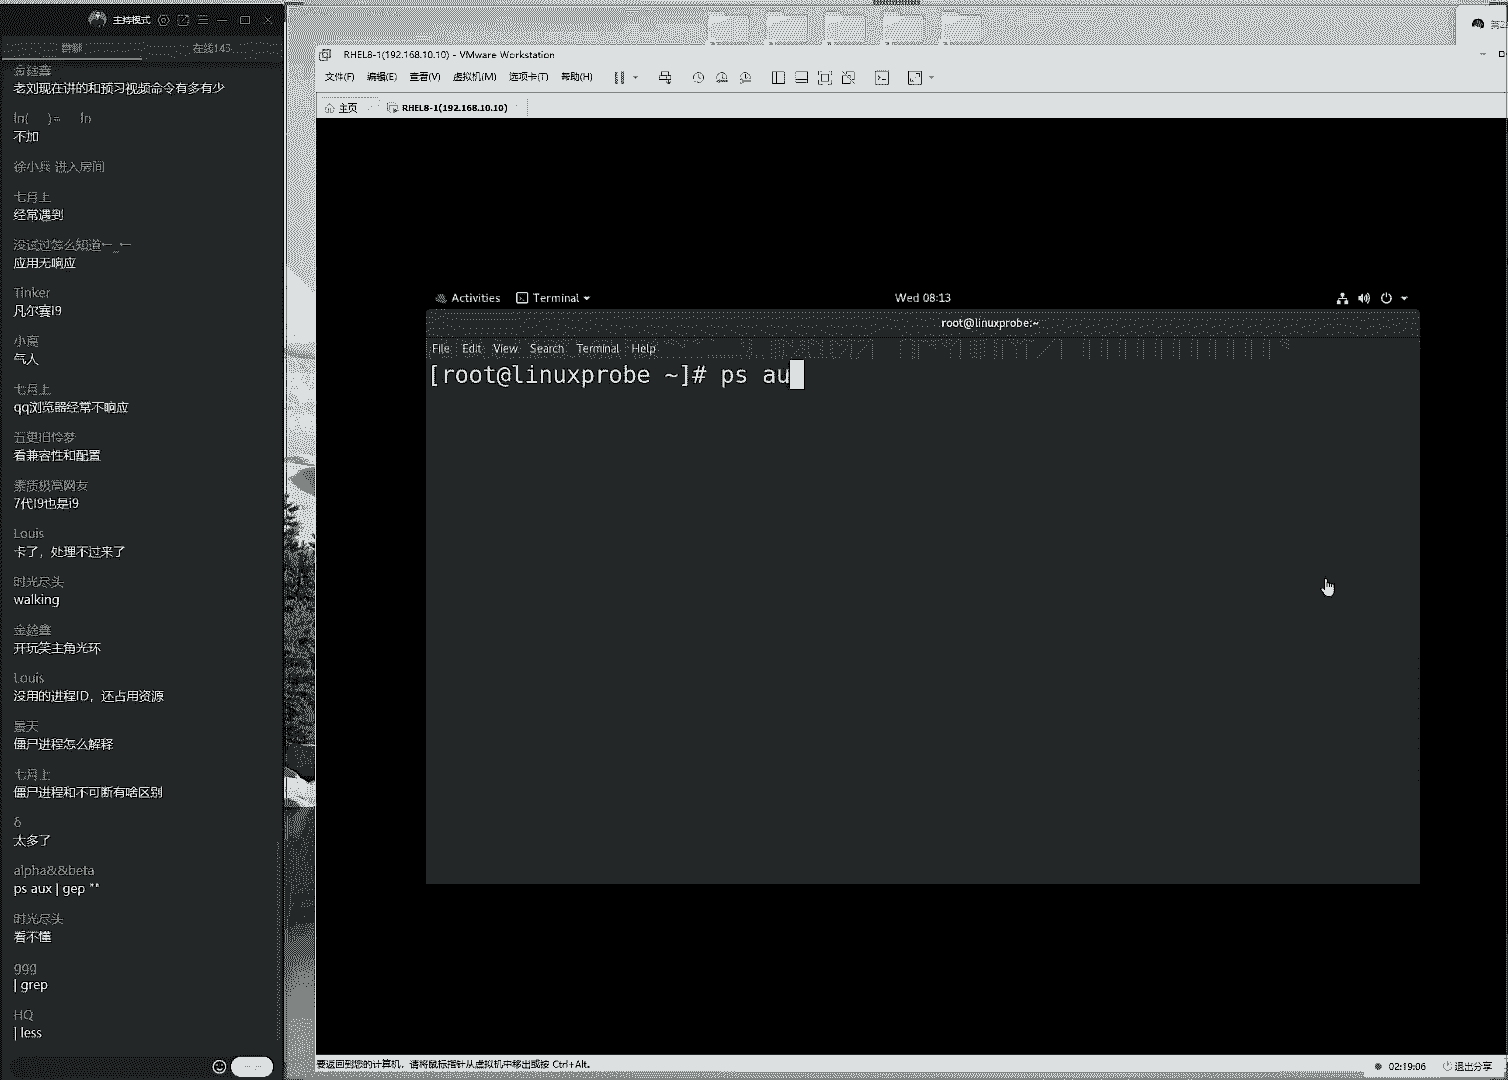 主持模式
群聊
在线143
金鍂鑫
老刘现在讲的和预习视频命令有多有少
不加
徐小兵 进入房间
七月上
经常遇到
没试过怎么知道
应用无响应
Tinker
凡尔赛I9
小离
气人
七月上
qq浏览器经常不响应
五更旧怜梦
看兼容性和配置
素质极高网友
7代I9也是i9
Louis
卡了，处理不过来了
时光尽头
walking
开玩笑主角光环
Louis
没用的进程ID，还占用资源
景天
僵尸进程怎么解释
七月上
僵尸进程和不可断有啥区别
δ
太多了
alpha&&beta
ps aux | gep ""
时光尽头
看不懂
ggg
| grep
HQ
| less
RHEL8-1(192.168.10.10) - VMware Workstation
文件(F) 编辑(E) 查看(V) 虚拟机(M) 选项卡(T) 帮助(H)
主页 RHEL8-1(192.168.10.10)
Activities Terminal Wed 08:13
root@linuxprobe:~
File Edit View Search Terminal Help
[root@linuxprobe ~]# ps au
要返回到您的计算机，请将鼠标指针从虚拟机中移出或按 Ctrl+Alt。
02:19:06 退出分享